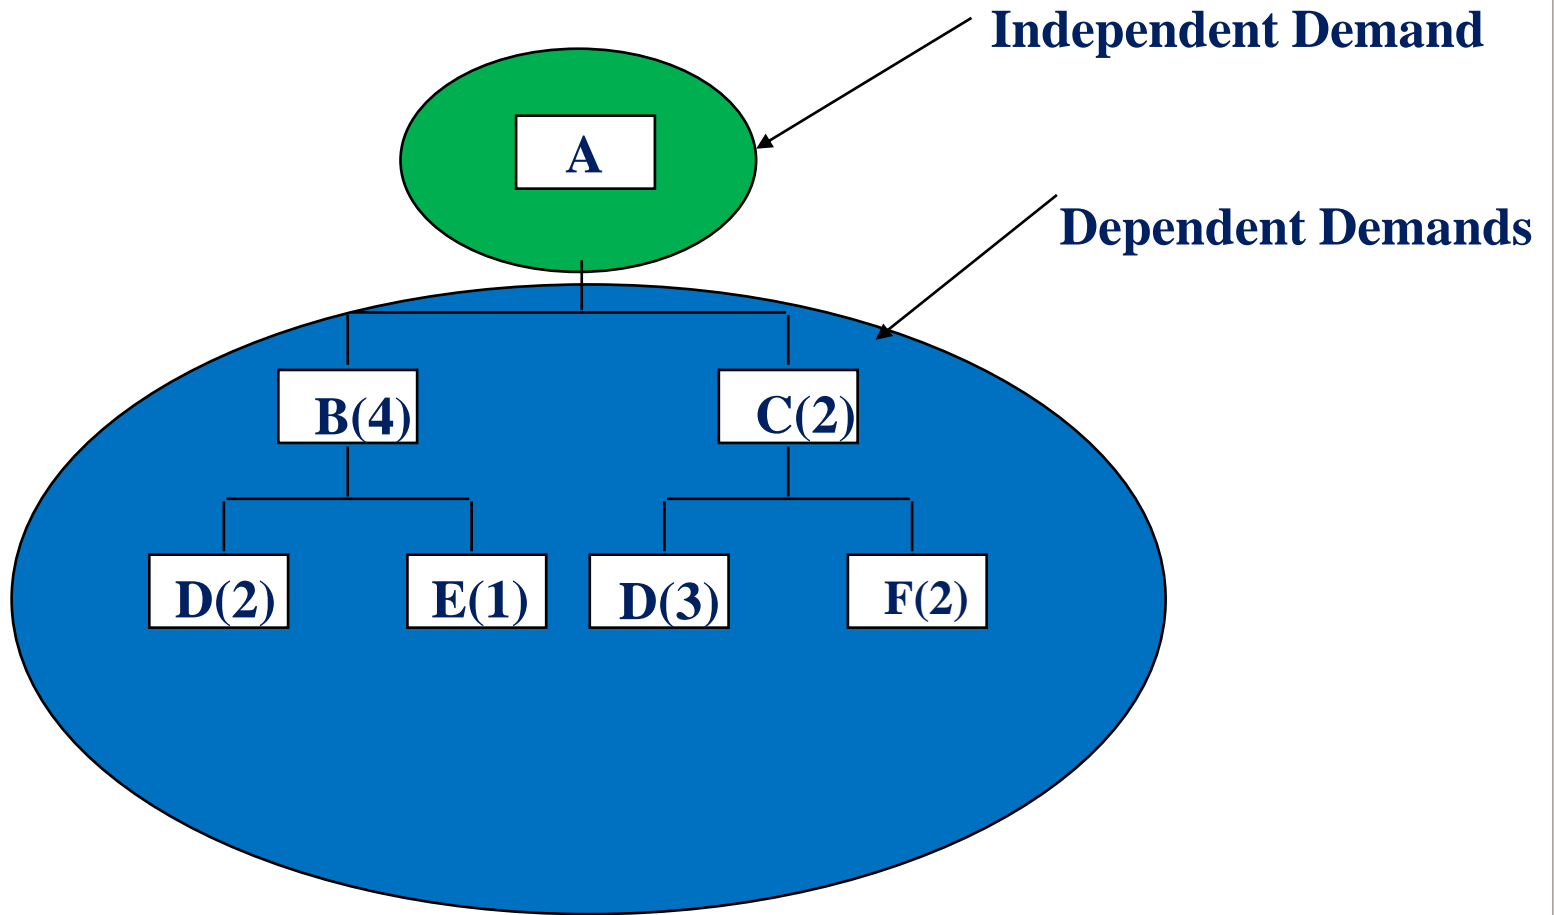 Independent Demand
A
Dependent Demands
B(4)
C(2)
D(2)
E(1)
D(3)
F(2)